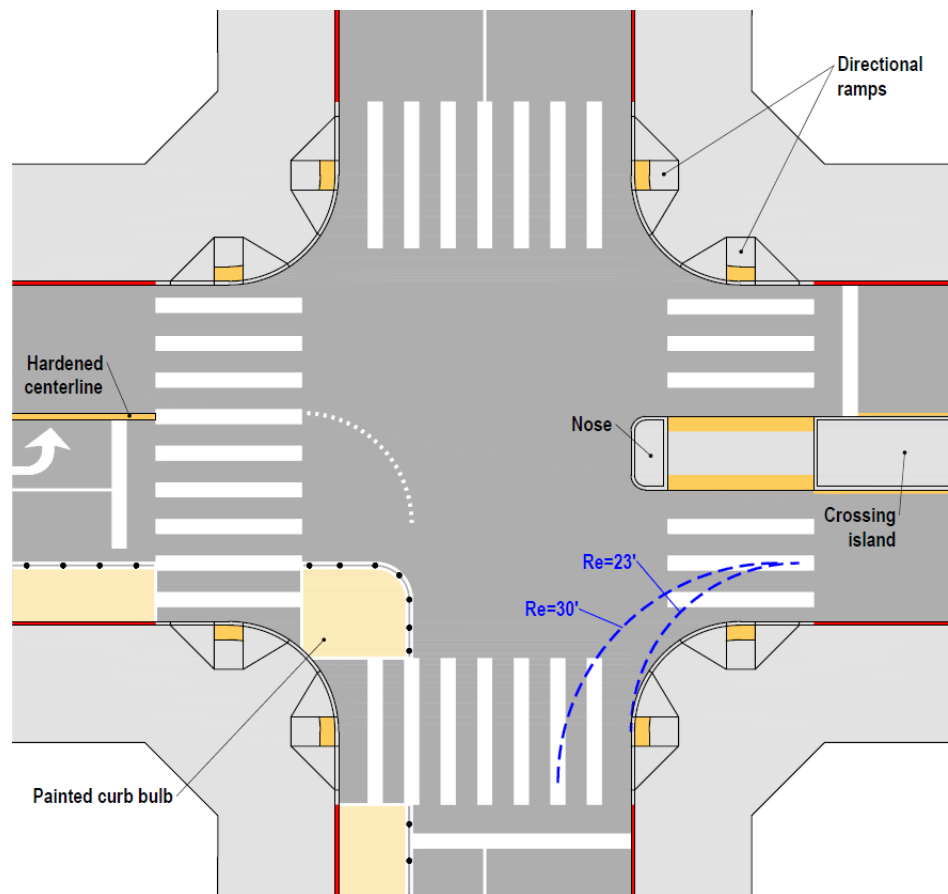 Directional
ramps
Hardened
centerline
Nose
Crossing
island
Re=23'
Re=30'
Painted curb bulb